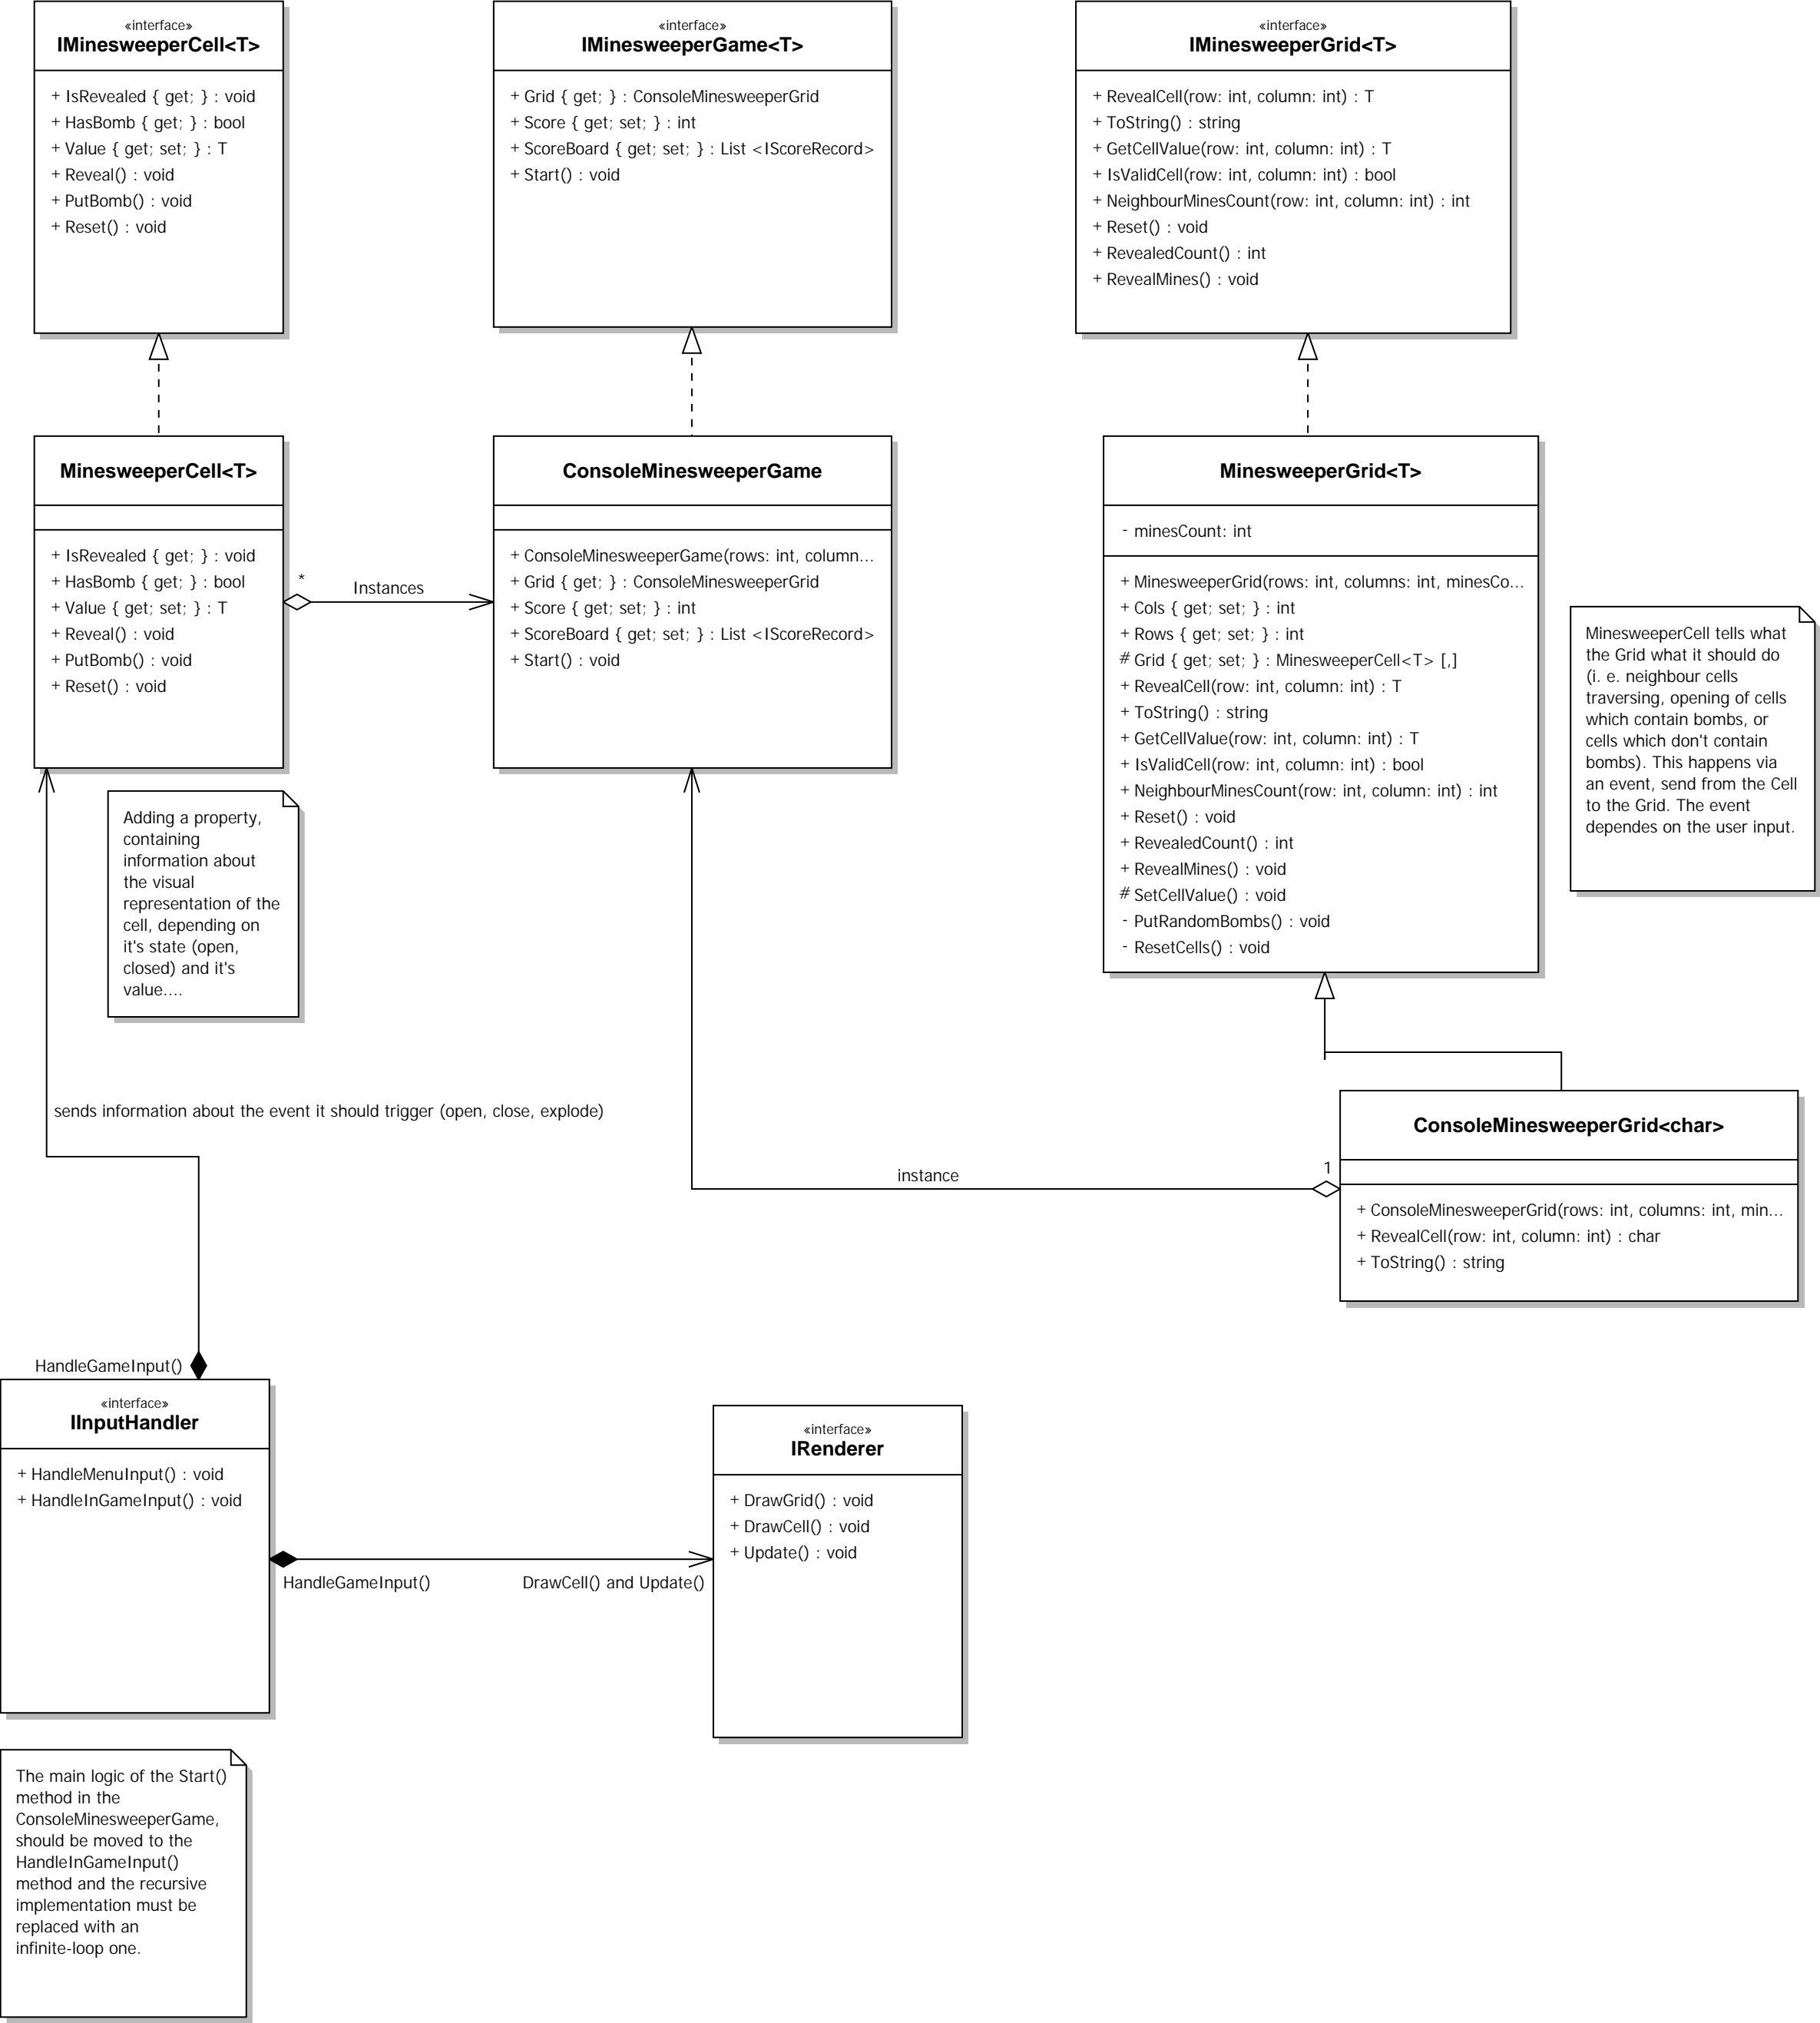 «interface»
IMinesweeperCell<T>
+ IsRevealed { get; } : void
+ HasBomb { get; } : bool
+ Value { get; set; } : T
+ Reveal() : void
+ PutBomb() : void
+ Reset() : void
«interface»
IMinesweeperGame<T>
+ Grid { get; } : ConsoleMinesweeperGrid
+ Score { get; set; } : int
+ ScoreBoard { get; set; } : List <IScoreRecord>
+ Start() : void
«interface»
IMinesweeperGrid<T>
+ RevealCell(row: int, column: int) : T
+ ToString() : string
+ GetCellValue(row: int, column: int) : T
+ IsValidCell(row: int, column: int) : bool
+ NeighbourMinesCount(row: int, column: int) : int
+ Reset() : void
+ RevealedCount() : int
+ RevealMines() : void
MinesweeperCell<T>
+ IsRevealed { get; } : void
+ HasBomb { get; } : bool
+ Value { get; set; } : T
+ Reveal() : void
+ PutBomb() : void
+ Reset() : void
*
Instances
ConsoleMinesweeperGame
+ ConsoleMinesweeperGame(rows: int, column...
+ Grid { get; } : ConsoleMinesweeperGrid
+ Score { get; set; } : int
+ ScoreBoard { get; set; } : List <IScoreRecord>
+ Start() : void
MinesweeperGrid<T>
- minesCount: int
+ MinesweeperGrid(rows: int, columns: int, minesCo...
+ Cols { get; set; } : int
+ Rows { get; set; } : int
# Grid { get; set; } : MinesweeperCell<T> [,]
+ RevealCell(row: int, column: int) : T
+ ToString() : string
+ GetCellValue(row: int, column: int) : T
+ IsValidCell(row: int, column: int) : bool
+ NeighbourMinesCount(row: int, column: int) : int
+ Reset() : void
+ RevealedCount() : int
+ RevealMines() : void
# SetCellValue() : void
- PutRandomBombs() : void
- ResetCells() : void
MinesweeperCell tells what
the Grid what it should do
(i. e. neighbour cells
traversing, opening of cells
which contain bombs, or
cells which don't contain
bombs). This happens via
an event, send from the Cell
to the Grid. The event
dependes on the user input.
Adding a property,
containing
information about
the visual
representation of the
cell, depending on
it's state (open,
closed) and it's
value....
sends information about the event it should trigger (open, close, explode)
instance
1
ConsoleMinesweeperGrid<char>
+ ConsoleMinesweeperGrid(rows: int, columns: int, min...
+ RevealCell(row: int, column: int) : char
+ ToString() : string
HandleGameInput()
«interface»
IInputHandler
+ HandleMenuInput() : void
+ HandleInGameInput() : void
HandleGameInput()
DrawCell() and Update()
«interface»
IRenderer
+ DrawGrid() : void
+ DrawCell() : void
+ Update() : void
The main logic of the Start()
method in the
ConsoleMinesweeperGame,
should be moved to the
HandleInGameInput()
method and the recursive
implementation must be
replaced with an
infinite-loop one.